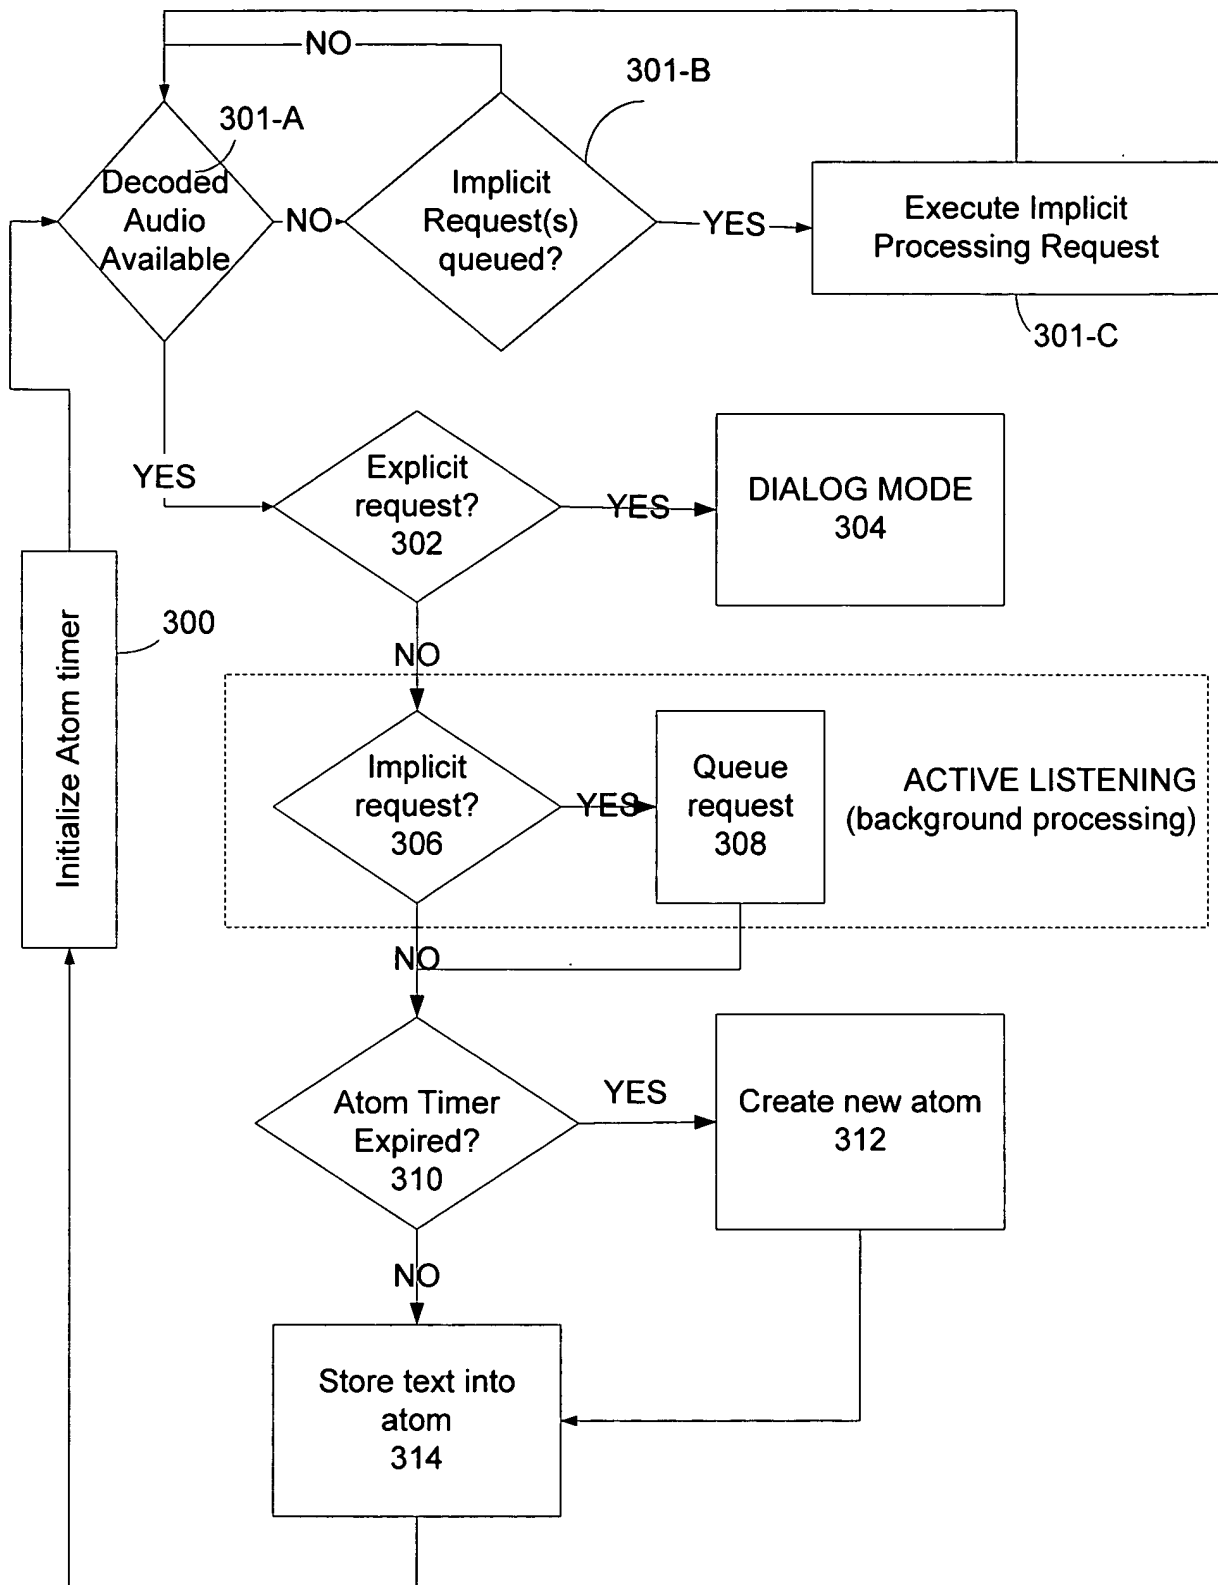 NO
301-B
301-A
Decoded
Audio
Available
NO
Implicit
Request(s)
queued?
YES
Execute Implicit
Processing Request
301-C
YES
Explicit
request?
302
YES
DIALOG MODE
304
Initialize Atom timer
300
NO
Implicit
request?
306
YES
Queue
request
308
ACTIVE LISTENING
(background processing)
NO
Atom Timer
Expired?
310
YES
Create new atom
312
NO
Store text into
atom
314